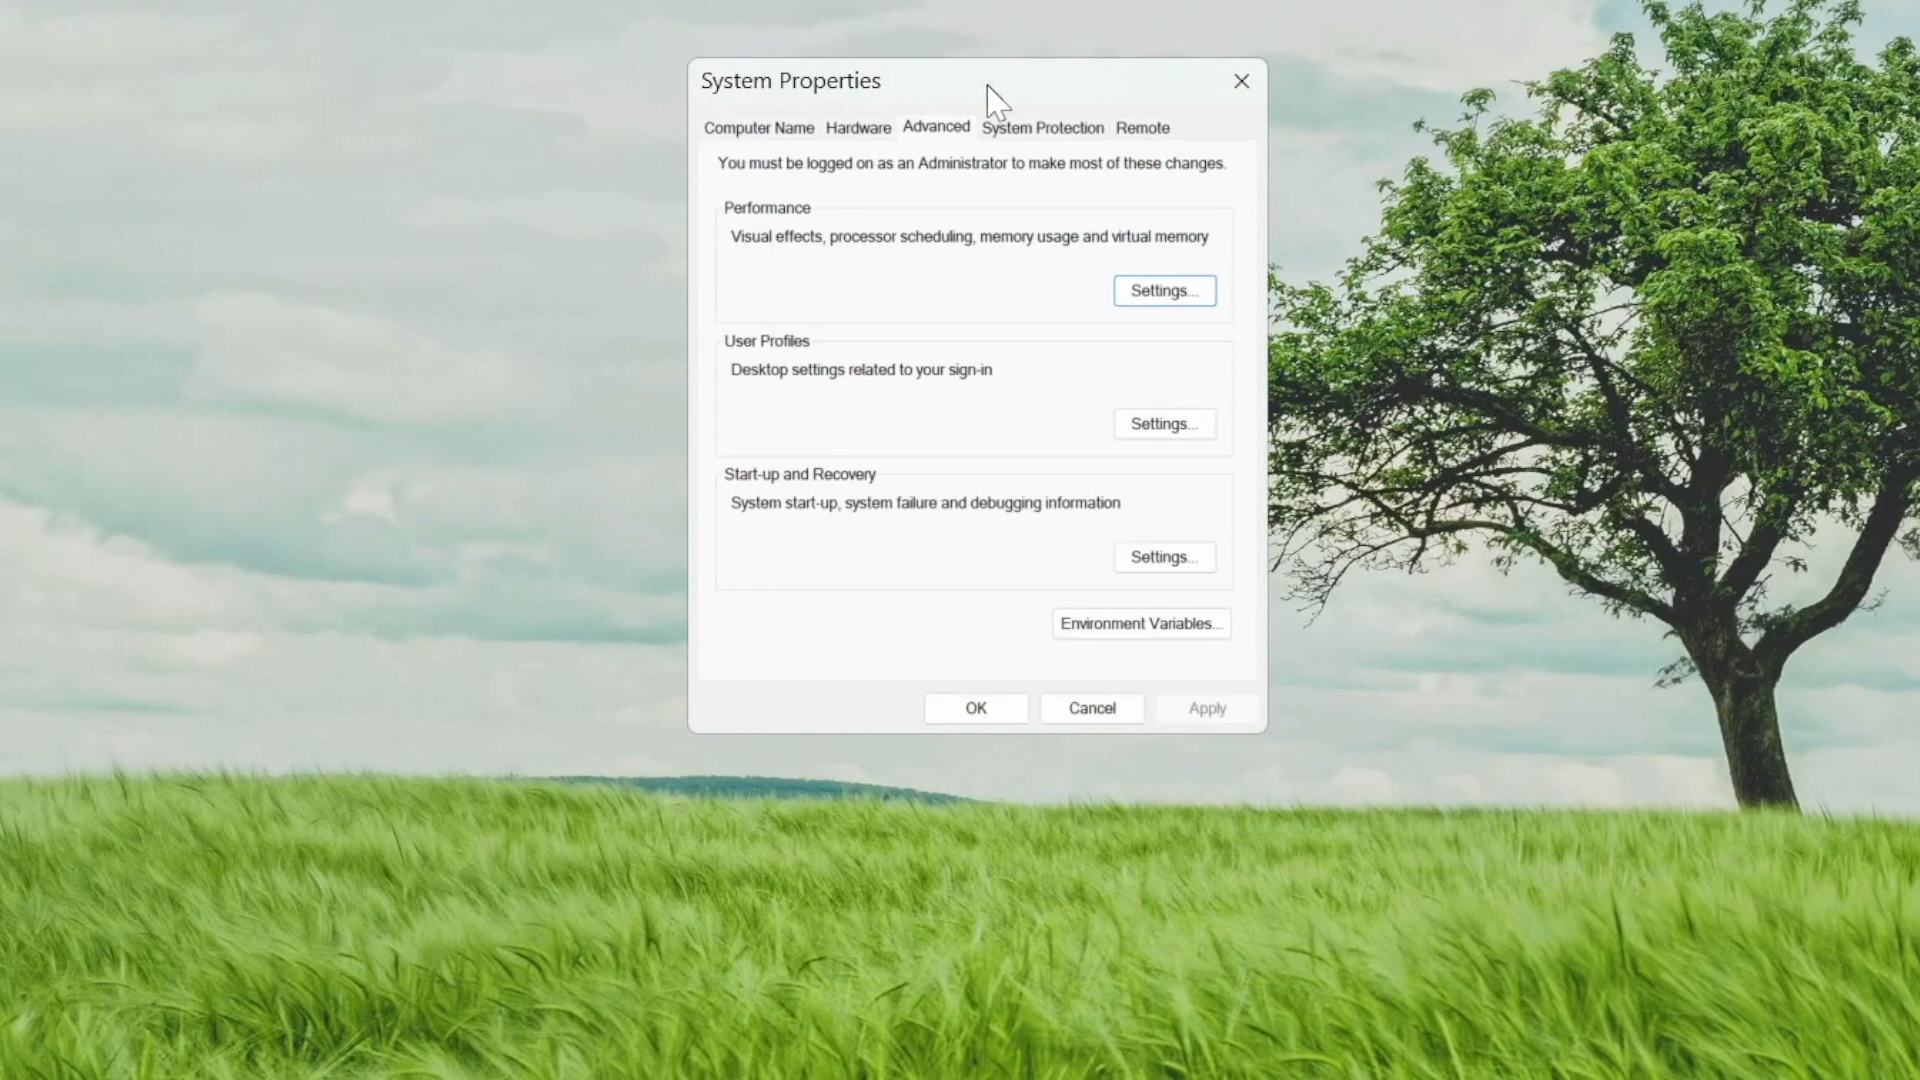 System Properties
Computer Name Hardware Advanced System Protection Remote
You must be logged on as an Administrator to make most of these changes.
Performance
Visual effects, processor scheduling, memory usage and virtual memory
Settings...
User Profiles
Desktop settings related to your sign-in
Settings...
Start-up and Recovery
System start-up, system failure and debugging information
Settings...
Environment Variables...
OK Cancel Apply